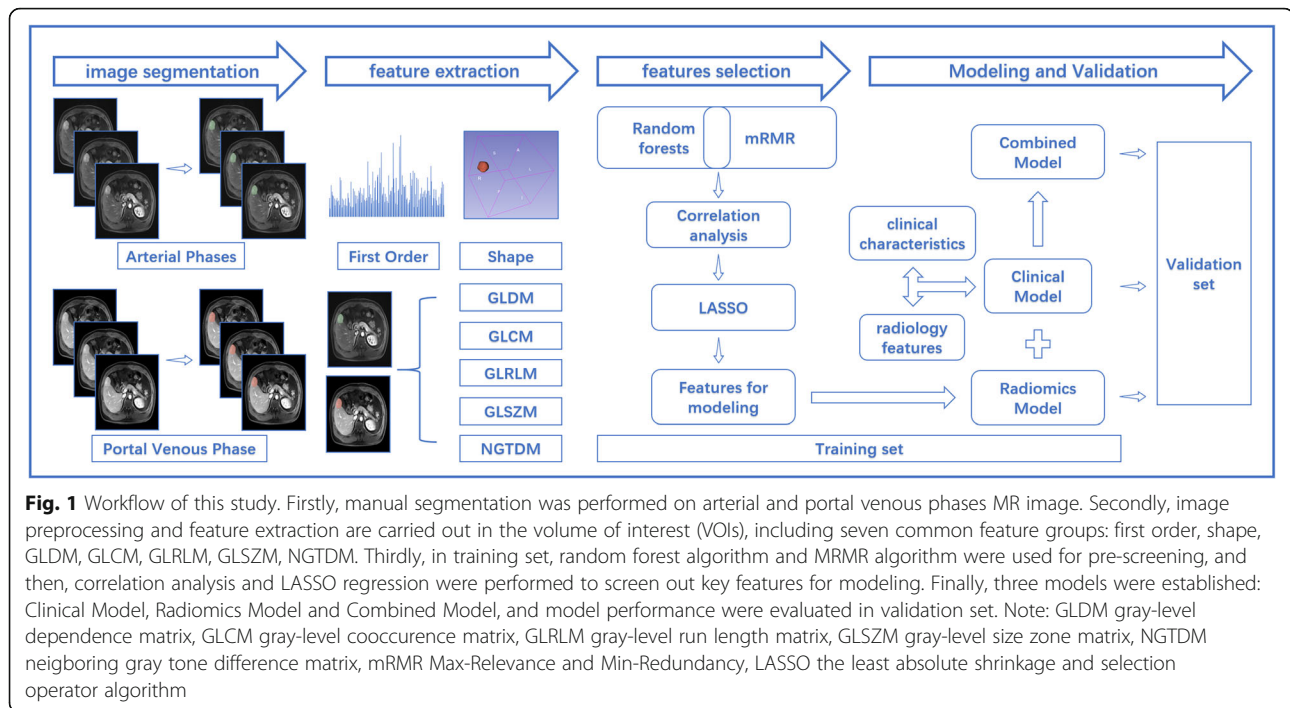 image segmentation
feature extraction
features selection
Modeling and Validation
Arterial Phases
Portal Venous Phase
First Order
Shape
GLDM
GLCM
GLRLM
GLSZM
NGTDM
Random
forests
mRMR
Correlation
analysis
LASSO
Features for
modeling
Training set
Combined
Model
clinical
characteristics
Clinical
Model
radiology
features
Radiomics
Model
Validation
set
Fig. 1 Workflow of this study. Firstly, manual segmentation was performed on arterial and portal venous phases MR image. Secondly, image
preprocessing and feature extraction are carried out in the volume of interest (VOIs), including seven common feature groups: first order, shape,
GLDM, GLCM, GLRLM, GLSZM, NGTDM. Thirdly, in training set, random forest algorithm and MRMR algorithm were used for pre-screening, and
then, correlation analysis and LASSO regression were performed to screen out key features for modeling. Finally, three models were established:
Clinical Model, Radiomics Model and Combined Model, and model performance were evaluated in validation set. Note: GLDM gray-level
dependence matrix, GLCM gray-level cooccurence matrix, GLRLM gray-level run length matrix, GLSZM gray-level size zone matrix, NGTDM
neigboring gray tone difference matrix, mRMR Max-Relevance and Min-Redundancy, LASSO the least absolute shrinkage and selection
operator algorithm